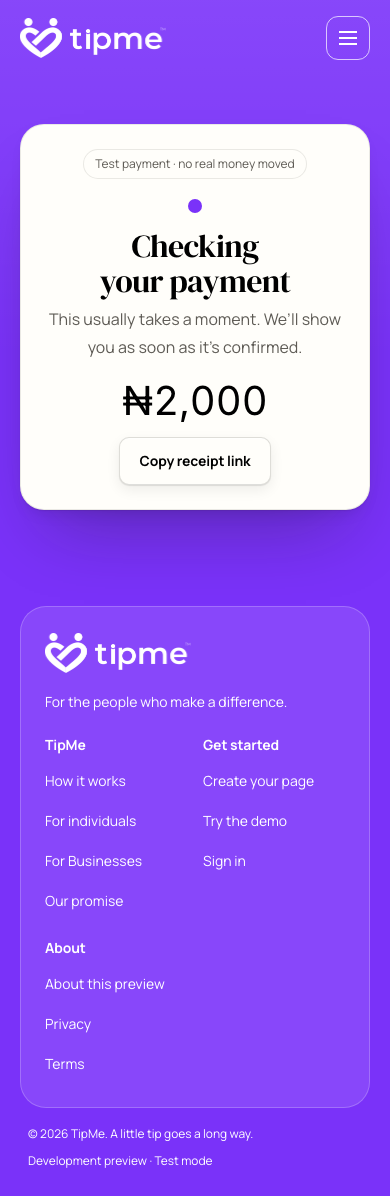 tipme
Test payment · no real money moved
Checking
your payment
This usually takes a moment. We'll show
you as soon as it's confirmed.
₦2,000
Copy receipt link
tipme
For the people who make a difference.
TipMe
How it works
For individuals
For Businesses
Our promise
Get started
Create your page
Try the demo
Sign in
About
About this preview
Privacy
Terms
© 2026 TipMe. A little tip goes a long way.
Development preview · Test mode